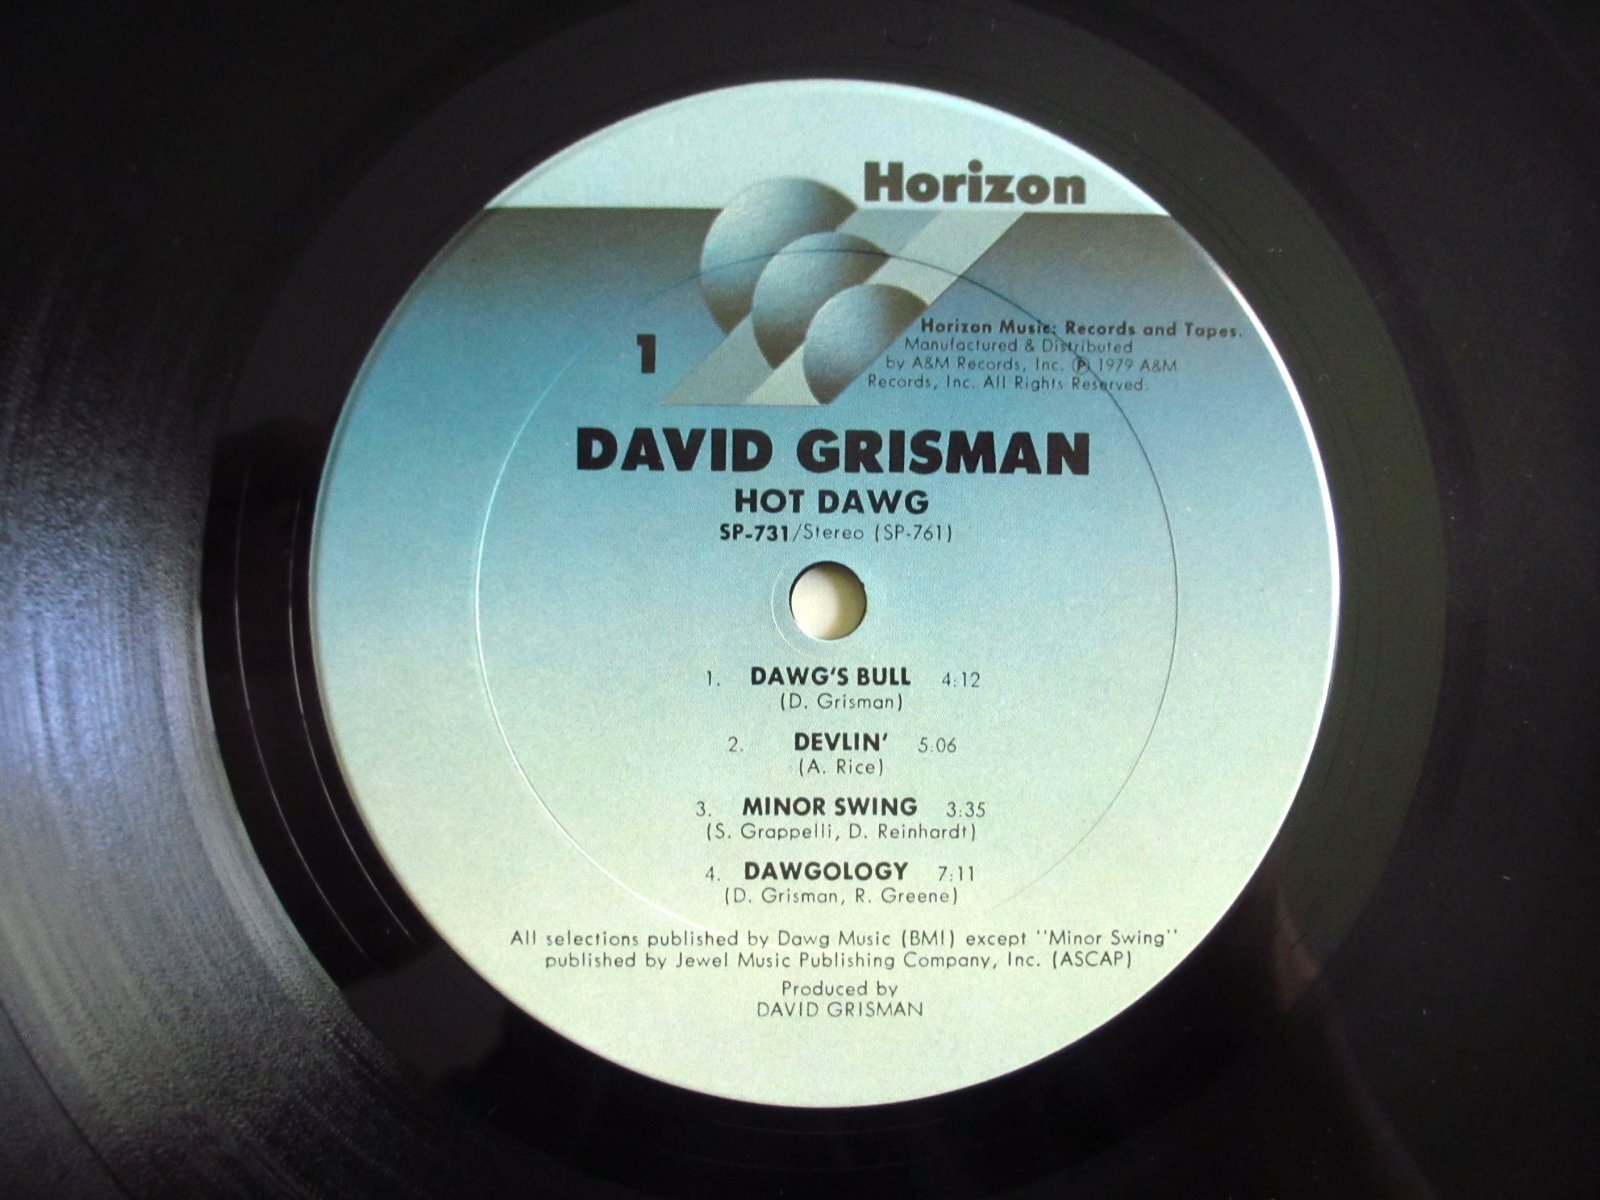 Horizon
1
Horizon Music: Records and Tapes.
Manufactured & Distributed
by A&M Records, Inc. ℗ 1979 A&M
Records, Inc. All Rights Reserved.
DAVID GRISMAN
HOT DAWG
SP-731/Stereo (SP-761)
1. DAWG'S BULL 4:12
(D. Grisman)
2. DEVLIN' 5:06
(A. Rice)
3. MINOR SWING 3:35
(S. Grappelli, D. Reinhardt)
4. DAWGOLOGY 7:11
(D. Grisman, R. Greene)
All selections published by Dawg Music (BMI) except "Minor Swing"
published by Jewel Music Publishing Company, Inc. (ASCAP)
Produced by
DAVID GRISMAN